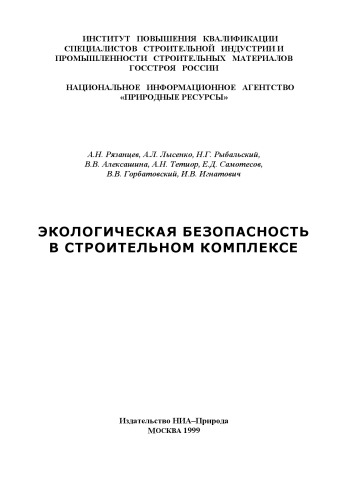 ИНСТИТУТ ПОВЫШЕНИЯ КВАЛИФИКАЦИИ
СПЕЦИАЛИСТОВ СТРОИТЕЛЬНОЙ ИНДУСТРИИ И
ПРОМЫШЛЕННОСТИ СТРОИТЕЛЬНЫХ МАТЕРИАЛОВ
ГОССТРОЯ РОССИИ
НАЦИОНАЛЬНОЕ ИНФОРМАЦИОННОЕ АГЕНТСТВО
«ПРИРОДНЫЕ РЕСУРСЫ»
А.Н. Рязанцев, А.Л. Лысенко, Н.Г. Рыбальский,
В.В. Алексашина, А.Н. Тетиор, Е.Д. Самотесов,
В.В. Горбатовский, И.В. Игнатович
ЭКОЛОГИЧЕСКАЯ БЕЗОПАСНОСТЬ
В СТРОИТЕЛЬНОМ КОМПЛЕКСЕ
Издательство НИА–Природа
МОСКВА 1999